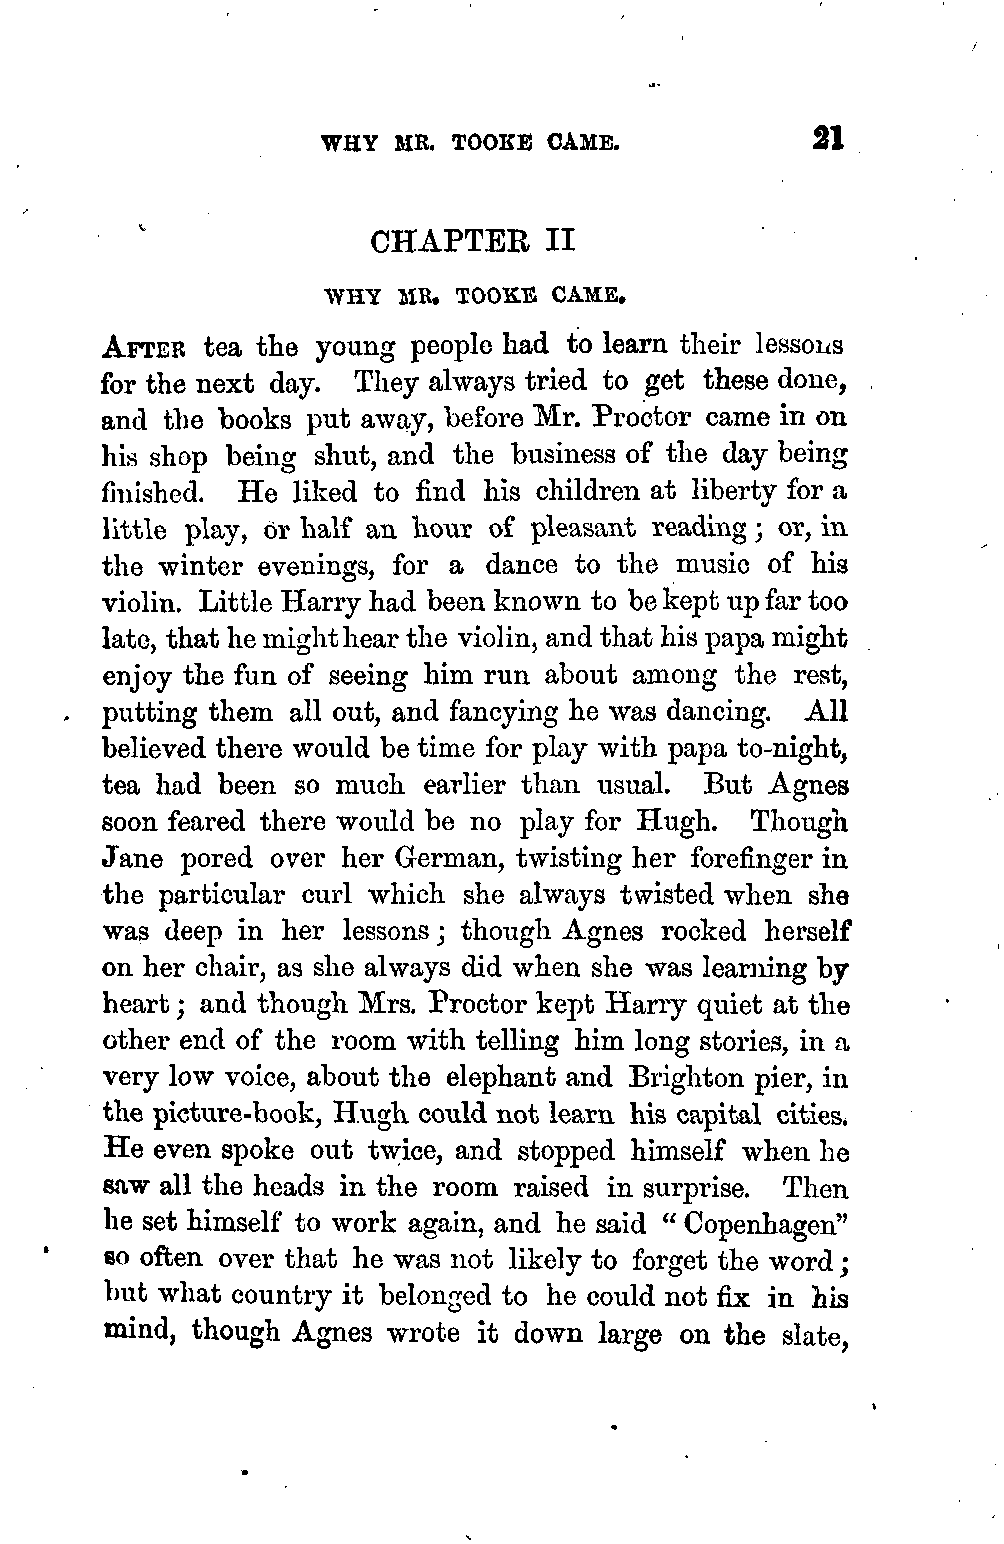 WHY MR. TOOKE CAME. 21
CHAPTER II
WHY MR. TOOKE CAME.
AFTER tea the young people had to learn their lessons
for the next day. They always tried to get these done,
and the books put away, before Mr. Proctor came in on
his shop being shut, and the business of the day being
finished. He liked to find his children at liberty for a
little play, or half an hour of pleasant reading; or, in
the winter evenings, for a dance to the music of his
violin. Little Harry had been known to be kept up far too
late, that he might hear the violin, and that his papa might
enjoy the fun of seeing him run about among the rest,
putting them all out, and fancying he was dancing. All
believed there would be time for play with papa to-night,
tea had been so much earlier than usual. But Agnes
soon feared there would be no play for Hugh. Though
Jane pored over her German, twisting her forefinger in
the particular curl which she always twisted when she
was deep in her lessons; though Agnes rocked herself
on her chair, as she always did when she was learning by
heart; and though Mrs. Proctor kept Harry quiet at the
other end of the room with telling him long stories, in a
very low voice, about the elephant and Brighton pier, in
the picture-book, Hugh could not learn his capital cities.
He even spoke out twice, and stopped himself when he
saw all the heads in the room raised in surprise. Then
he set himself to work again, and he said “Copenhagen”
so often over that he was not likely to forget the word;
but what country it belonged to he could not fix in his
mind, though Agnes wrote it down large on the slate,